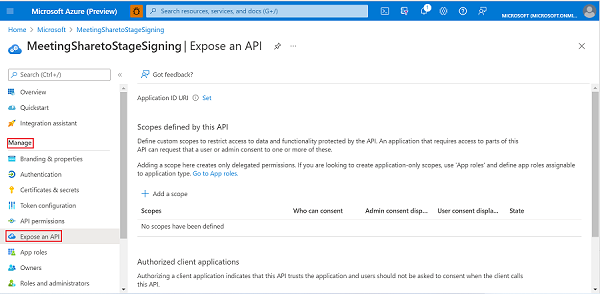 Microsoft Azure (Preview)
Search resources, services, and docs (G+/)
1
MICROSOFT (MICROSOFT.ONMI...
Home > Microsoft > MeetingSharetoStageSigning
MeetingSharetoStageSigning | Expose an API
Search (Ctrl+/)
Got feedback?
Overview
Quickstart
Integration assistant
Manage
Branding & properties
Authentication
Certificates & secrets
Token configuration
API permissions
Expose an API
App roles
Owners
Roles and administrators
Application ID URI Set
Scopes defined by this API
Define custom scopes to restrict access to data and functionality protected by the API. An application that requires access to parts of this
API can request that a user or admin consent to one or more of these.
Adding a scope here creates only delegated permissions. If you are looking to create application-only scopes, use 'App roles' and define app roles assignable
to application type. Go to App roles.
Add a scope
Scopes Who can consent Admin consent disp... User consent displa... State
No scopes have been defined
Authorized client applications
Authorizing a client application indicates that this API trusts the application and users should not be asked to consent when the client calls
this API.